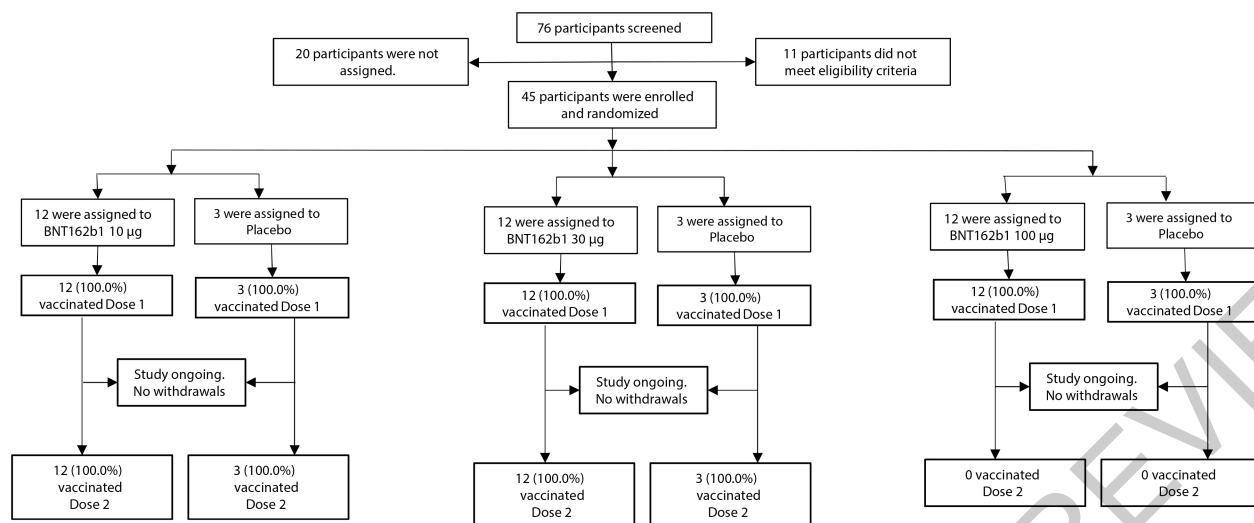 76 participants screened
20 participants were not
assigned.
11 participants did not
meet eligibility criteria
45 participants were enrolled
and randomized
12 were assigned to
BNT162b1 10 µg
3 were assigned to
Placebo
12 were assigned to
BNT162b1 30 µg
3 were assigned to
Placebo
12 were assigned to
BNT162b1 100 µg
3 were assigned to
Placebo
12 (100.0%)
vaccinated Dose 1
3 (100.0%)
vaccinated Dose 1
12 (100.0%)
vaccinated Dose 1
3 (100.0%)
vaccinated Dose 1
12 (100.0%)
vaccinated Dose 1
3 (100.0%)
vaccinated Dose 1
Study ongoing.
No withdrawals
Study ongoing.
No withdrawals
Study ongoing.
No withdrawals
12 (100.0%)
vaccinated
Dose 2
3 (100.0%)
vaccinated
Dose 2
12 (100.0%)
vaccinated
Dose 2
3 (100.0%)
vaccinated
Dose 2
0 vaccinated
Dose 2
0 vaccinated
Dose 2
REVIE